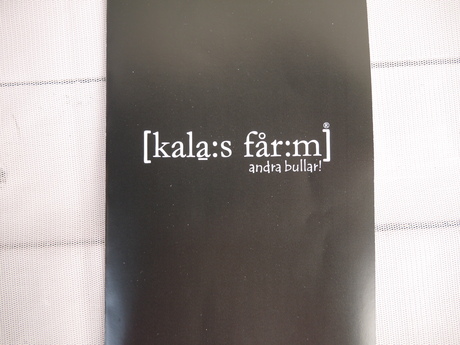 [kala̱:s får:m]®
andra bullar!